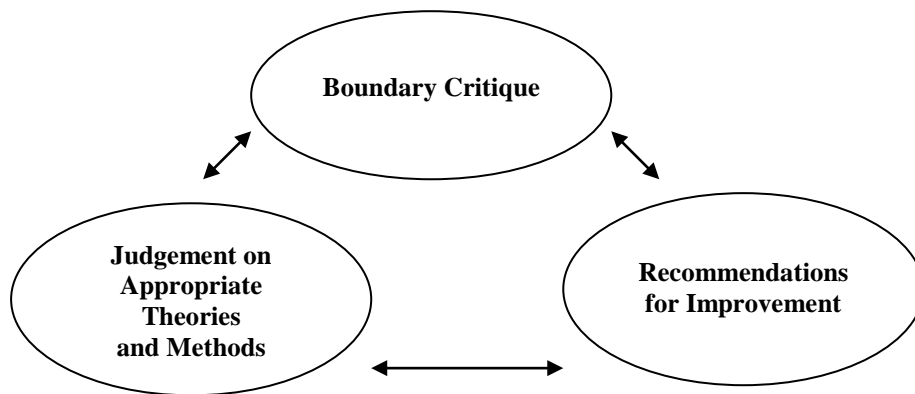 Boundary Critique
Judgement on
Appropriate
Theories
and Methods
Recommendations
for Improvement